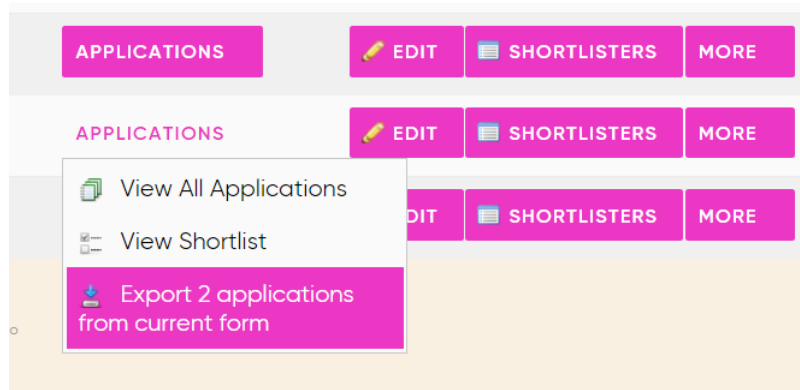 APPLICATIONS EDIT SHORTLISTERS MORE
APPLICATIONS EDIT SHORTLISTERS MORE
View All Applications
DIT SHORTLISTERS MORE
View Shortlist
Export 2 applications
from current form